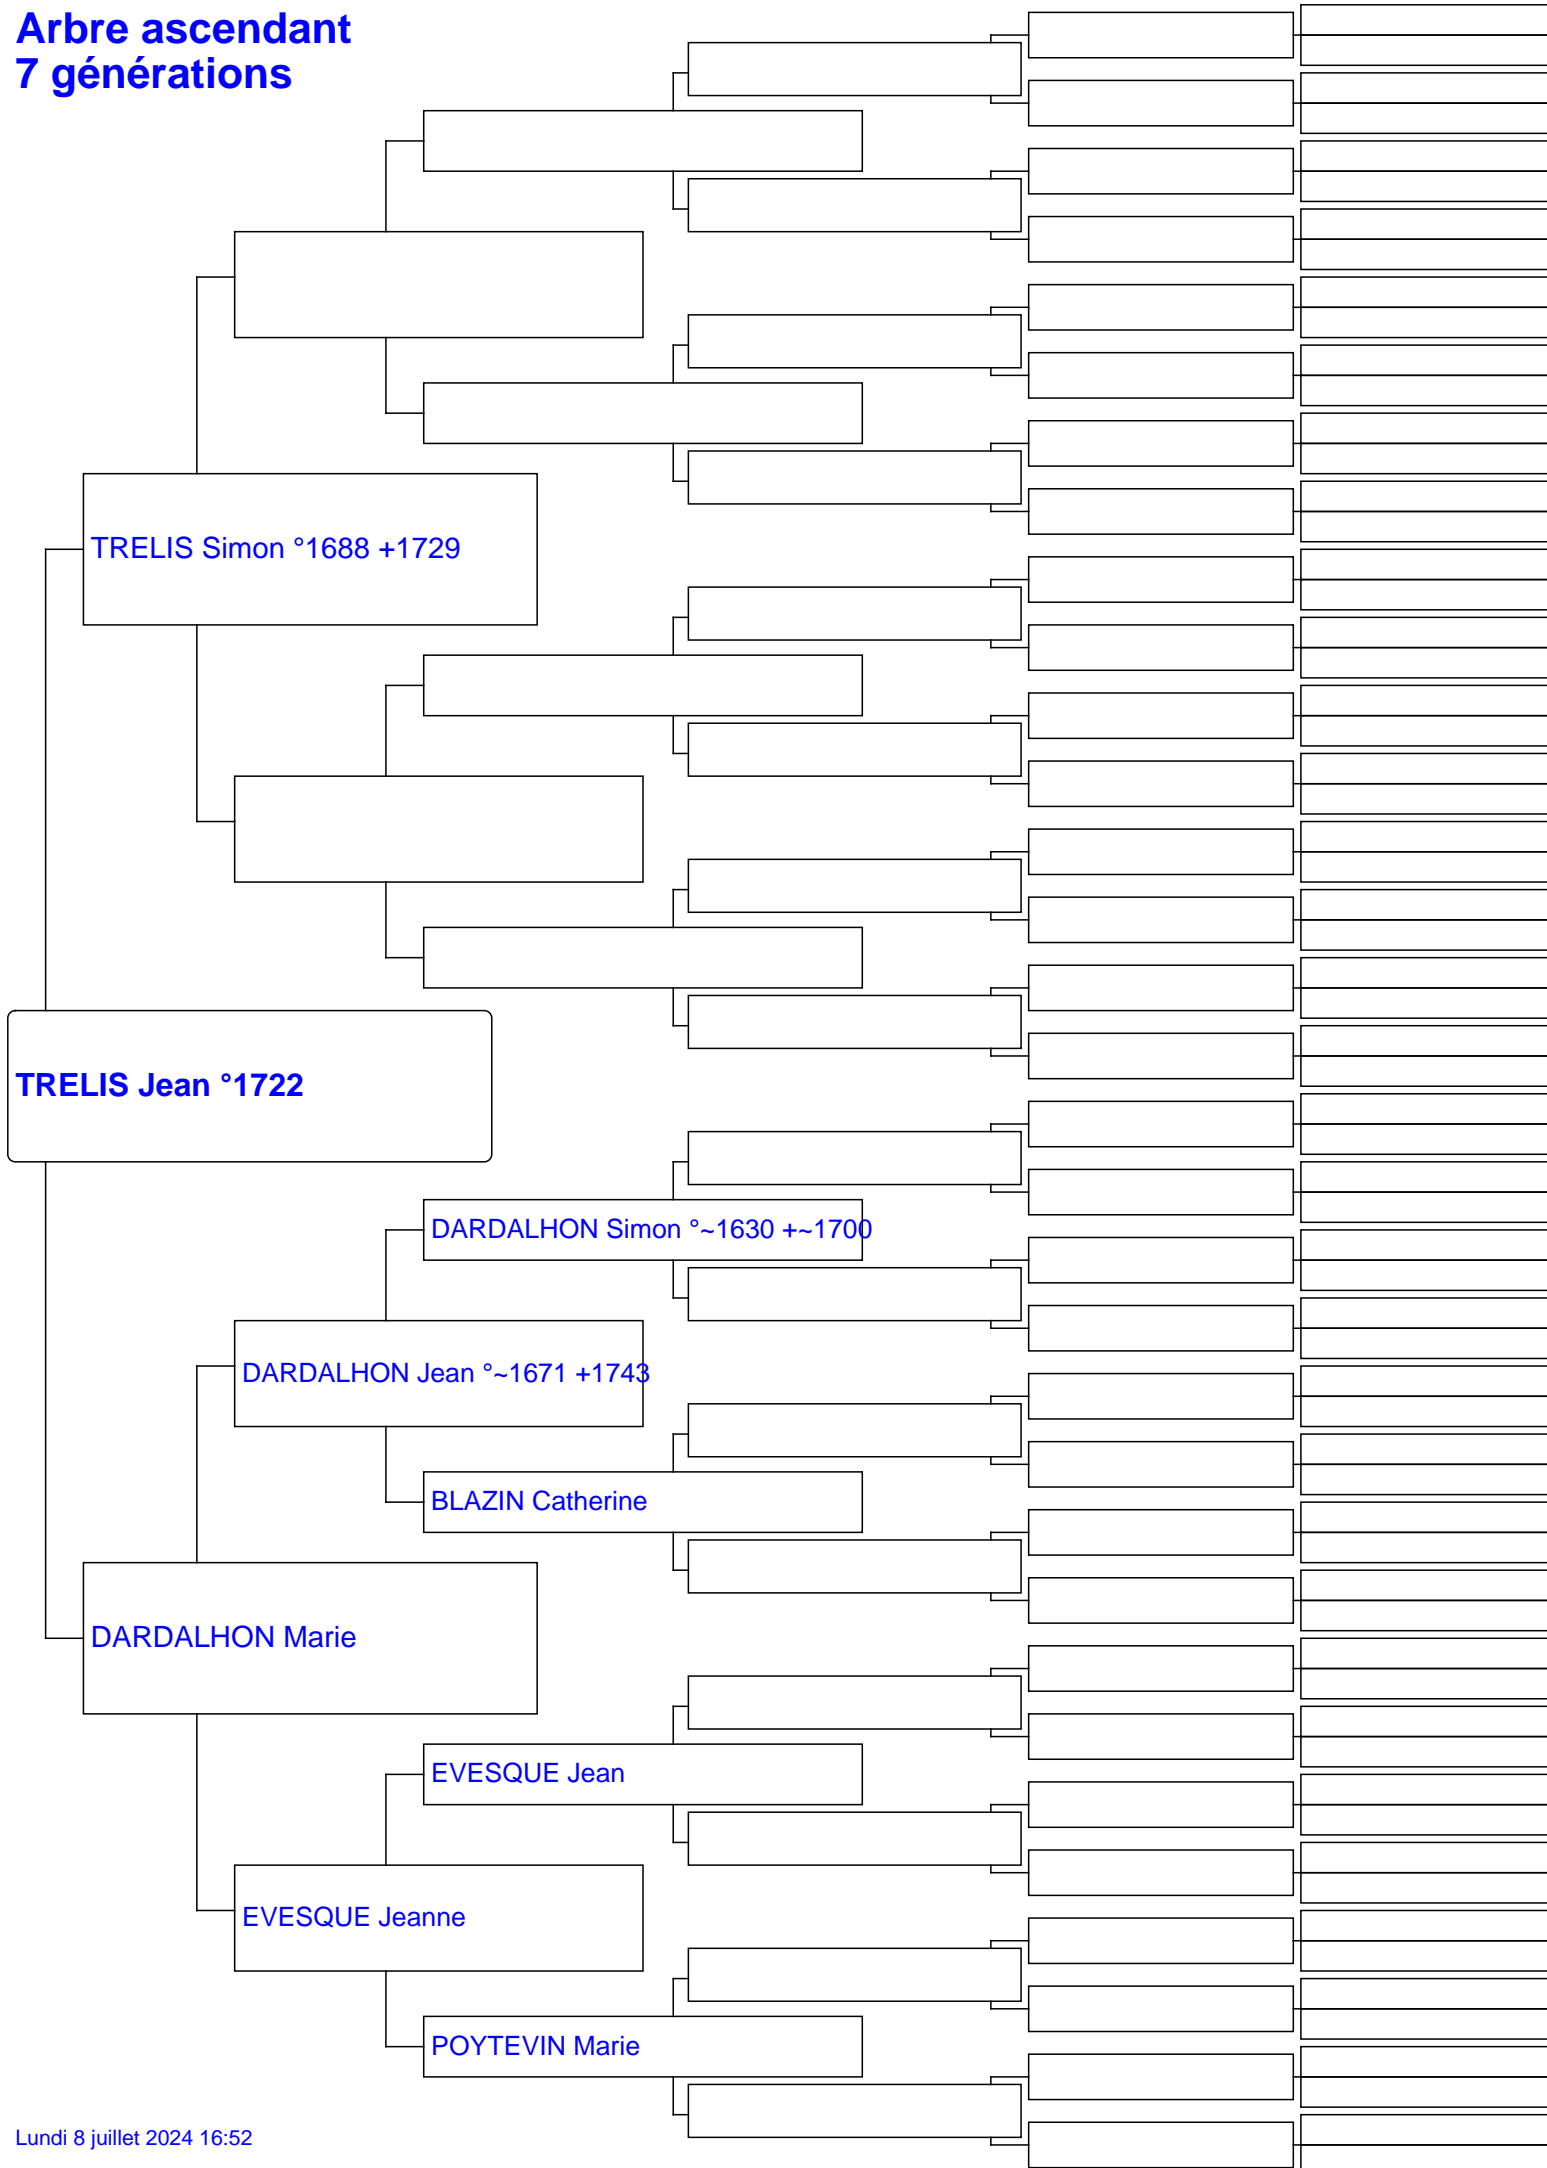 Arbre ascendant
7 générations
TRELIS Simon °1688 +1729
TRELIS Jean °1722
DARDALHON Simon °~1630 +~1700
DARDALHON Jean °~1671 +1743
BLAZIN Catherine
DARDALHON Marie
EVESQUE Jean
EVESQUE Jeanne
POYTEVIN Marie
Lundi 8 juillet 2024 16:52